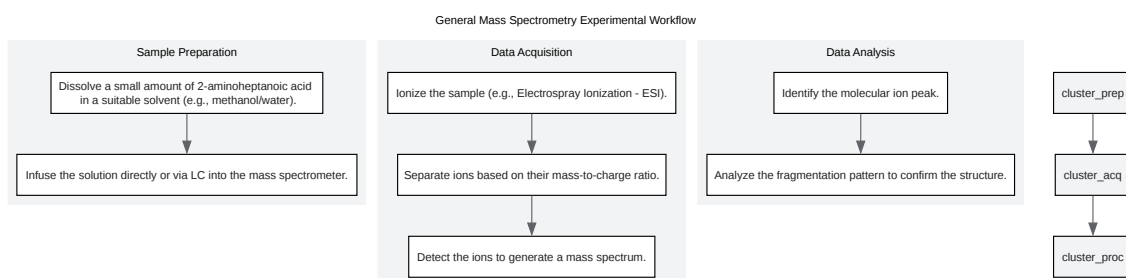 General Mass Spectrometry Experimental Workflow
Sample Preparation
Dissolve a small amount of 2-aminoheptanoic acid
in a suitable solvent (e.g., methanol/water).
Infuse the solution directly or via LC into the mass spectrometer.
Data Acquisition
Ionize the sample (e.g., Electrospray Ionization - ESI).
Separate ions based on their mass-to-charge ratio.
Detect the ions to generate a mass spectrum.
Data Analysis
Identify the molecular ion peak.
Analyze the fragmentation pattern to confirm the structure.
cluster_prep
cluster_acq
cluster_proc